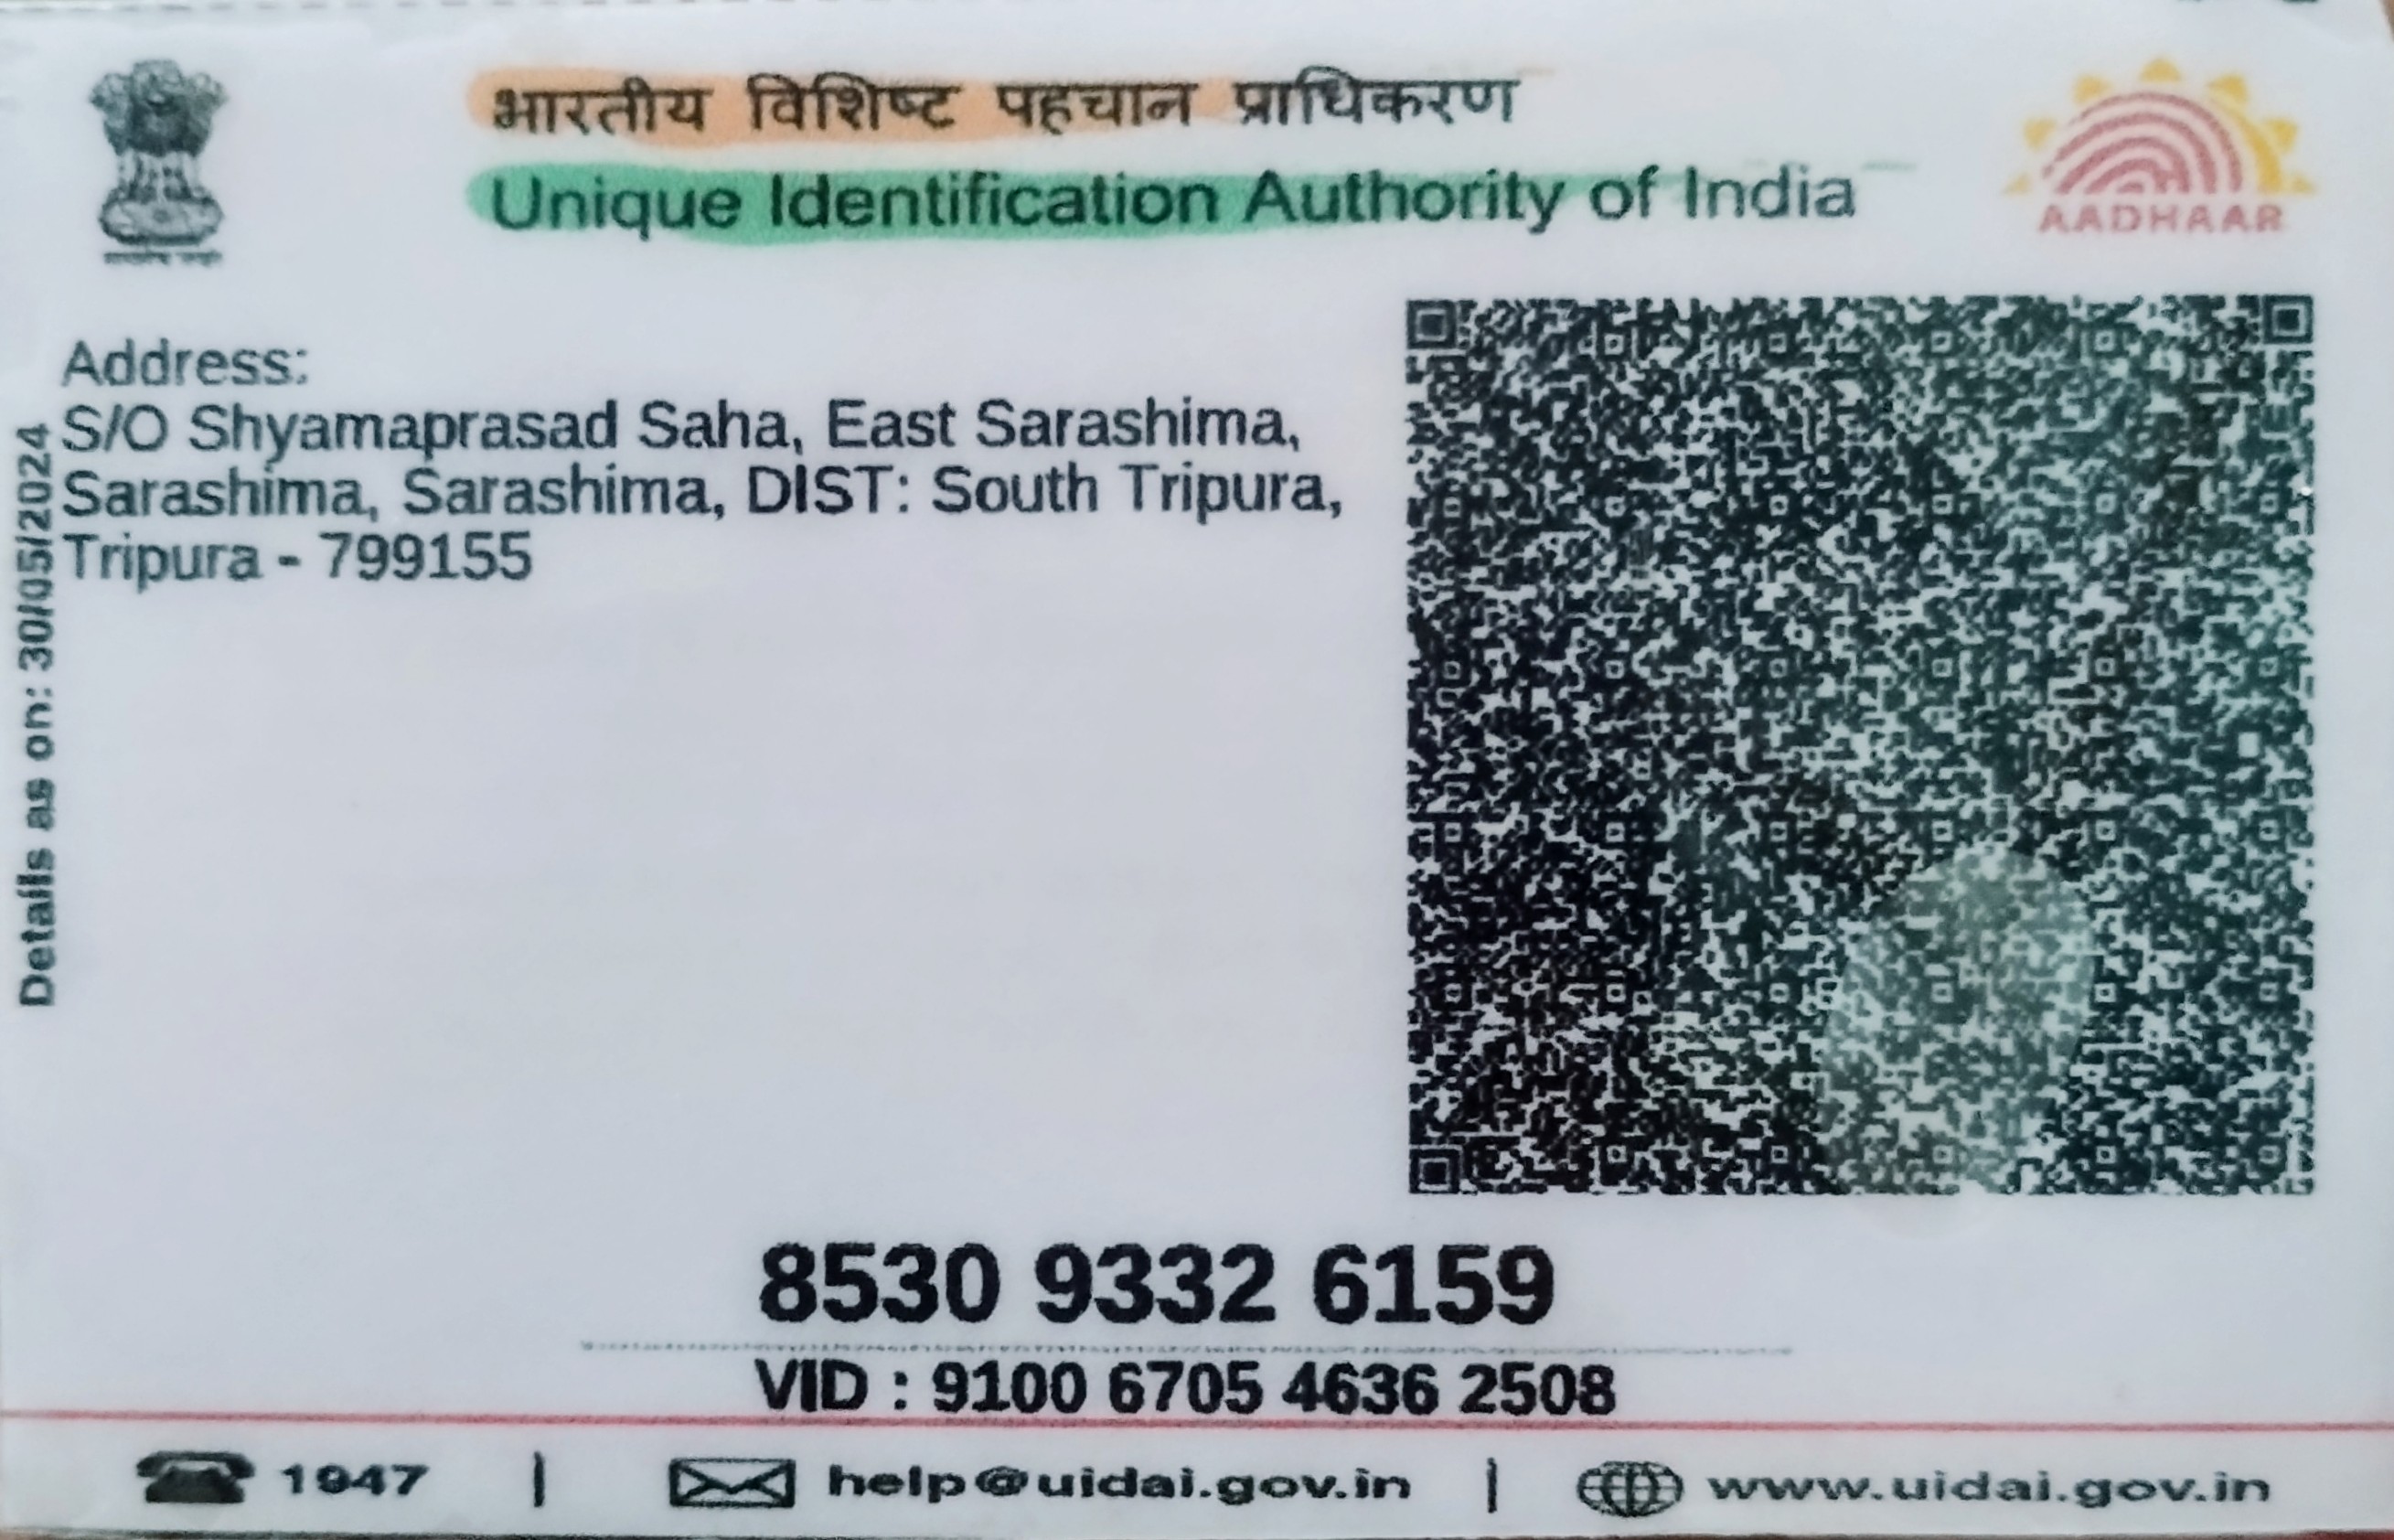 भारतीय विशिष्ट पहचान प्राधिकरण
Unique Identification Authority of India
AADHAAR
Address:
S/O Shyamaprasad Saha, East Sarashima,
Sarashima, Sarashima, DIST: South Tripura,
Tripura - 799155
Details as on: 30/05/2024
8530 9332 6159
VID : 9100 6705 4636 2508
1947 | help@uidai.gov.in | www.uidai.gov.in